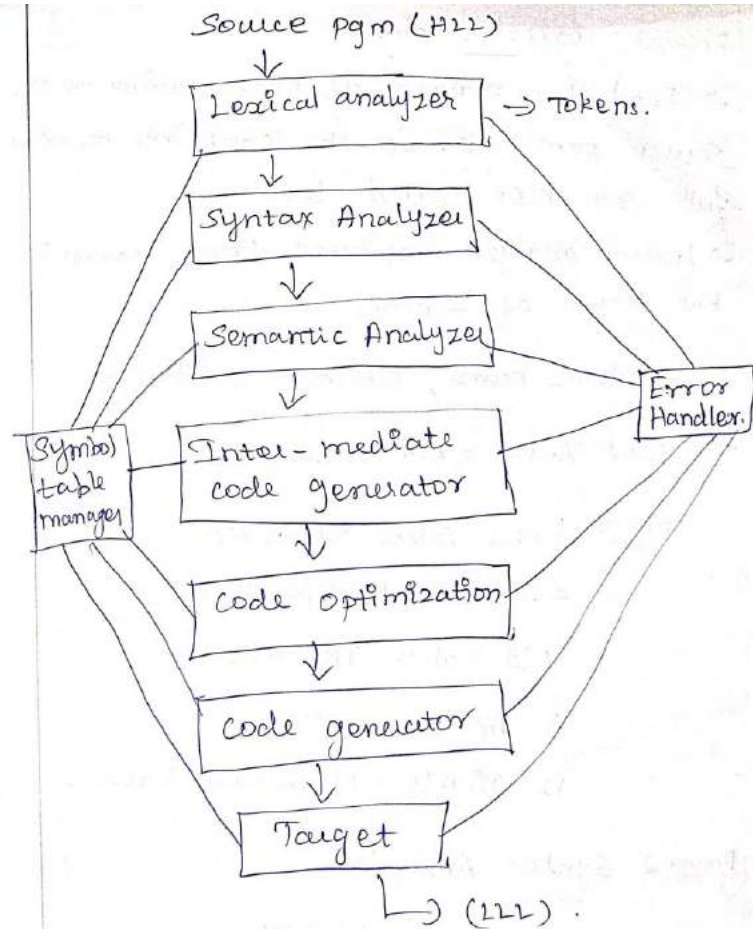 Source pgm (HLL)
Lexical analyzer → Tokens.
Syntax Analyzer
Semantic Analyzer
Error
Handler.
Symbol
table
manager
Inter-mediate
code generator
Code Optimization
Code generator
Target
(LLL).